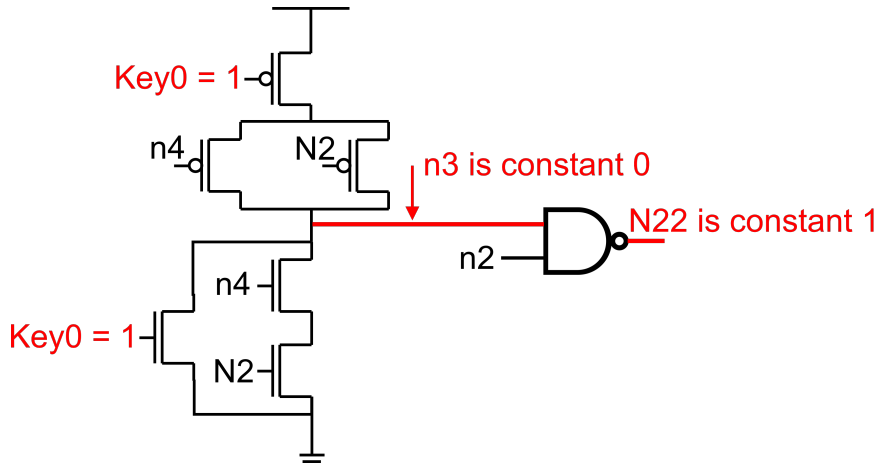 Key0 = 1
n4
N2
n3 is constant 0
N22 is constant 1
n2
n4
Key0 = 1
N2